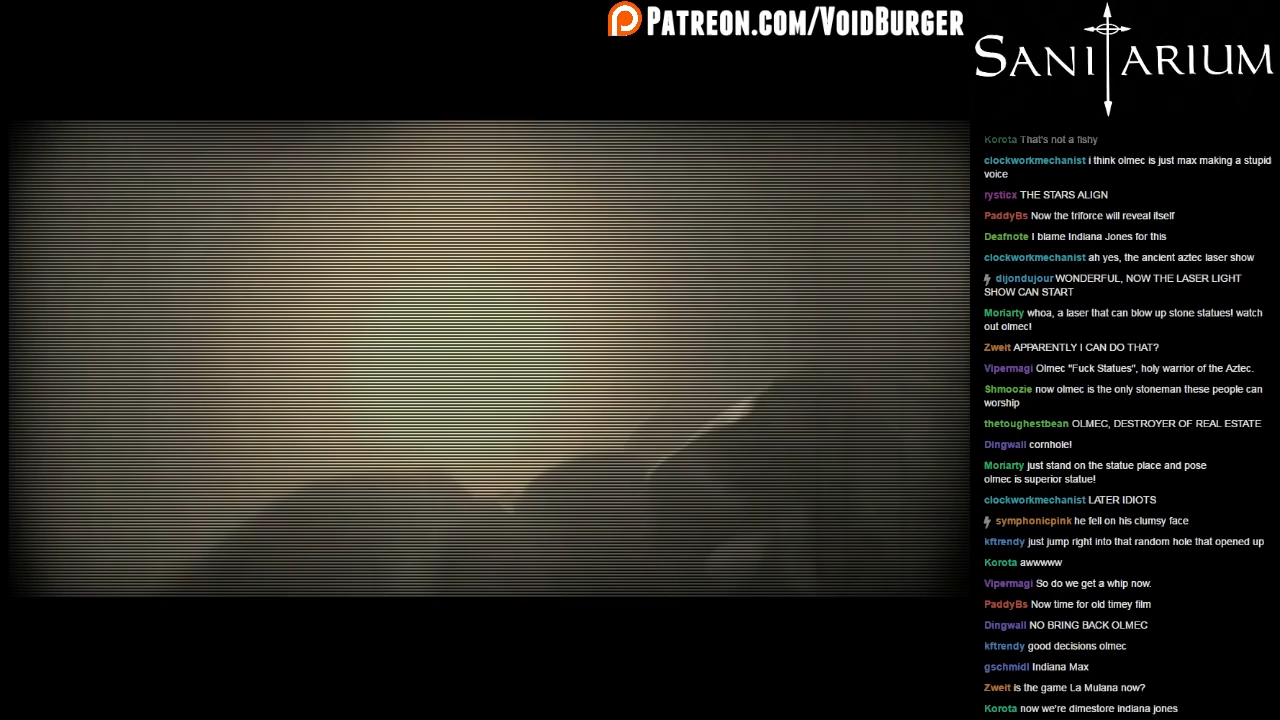 PATREON.COM/VOIDBURGER
SANITARIUM
Korota That's not a fishy
clockworkmechanist i think olmec is just max making a stupid
voice
rysticx THE STARS ALIGN
PaddyBs Now the triforce will reveal itself
Deafnote I blame Indiana Jones for this
clockworkmechanist ah yes, the ancient aztec laser show
dijondujour WONDERFUL, NOW THE LASER LIGHT
SHOW CAN START
Moriarty whoa, a laser that can blow up stone statues! watch
out olmec!
Zweit APPARENTLY I CAN DO THAT?
Vipermagi Olmec "Fuck Statues", holy warrior of the Aztec.
Shmoozie now olmec is the only stoneman these people can
worship
thetoughestbean OLMEC, DESTROYER OF REAL ESTATE
Dingwall cornhole!
Moriarty just stand on the statue place and pose
olmec is superior statue!
clockworkmechanist LATER IDIOTS
symphonicpink he fell on his clumsy face
kftrendy just jump right into that random hole that opened up
Korota awwwww
Vipermagi So do we get a whip now.
PaddyBs Now time for old timey film
Dingwall NO BRING BACK OLMEC
kftrendy good decisions olmec
gschmidl Indiana Max
Zweit is the game La Mulana now?
Korota now we're dimestore indiana jones